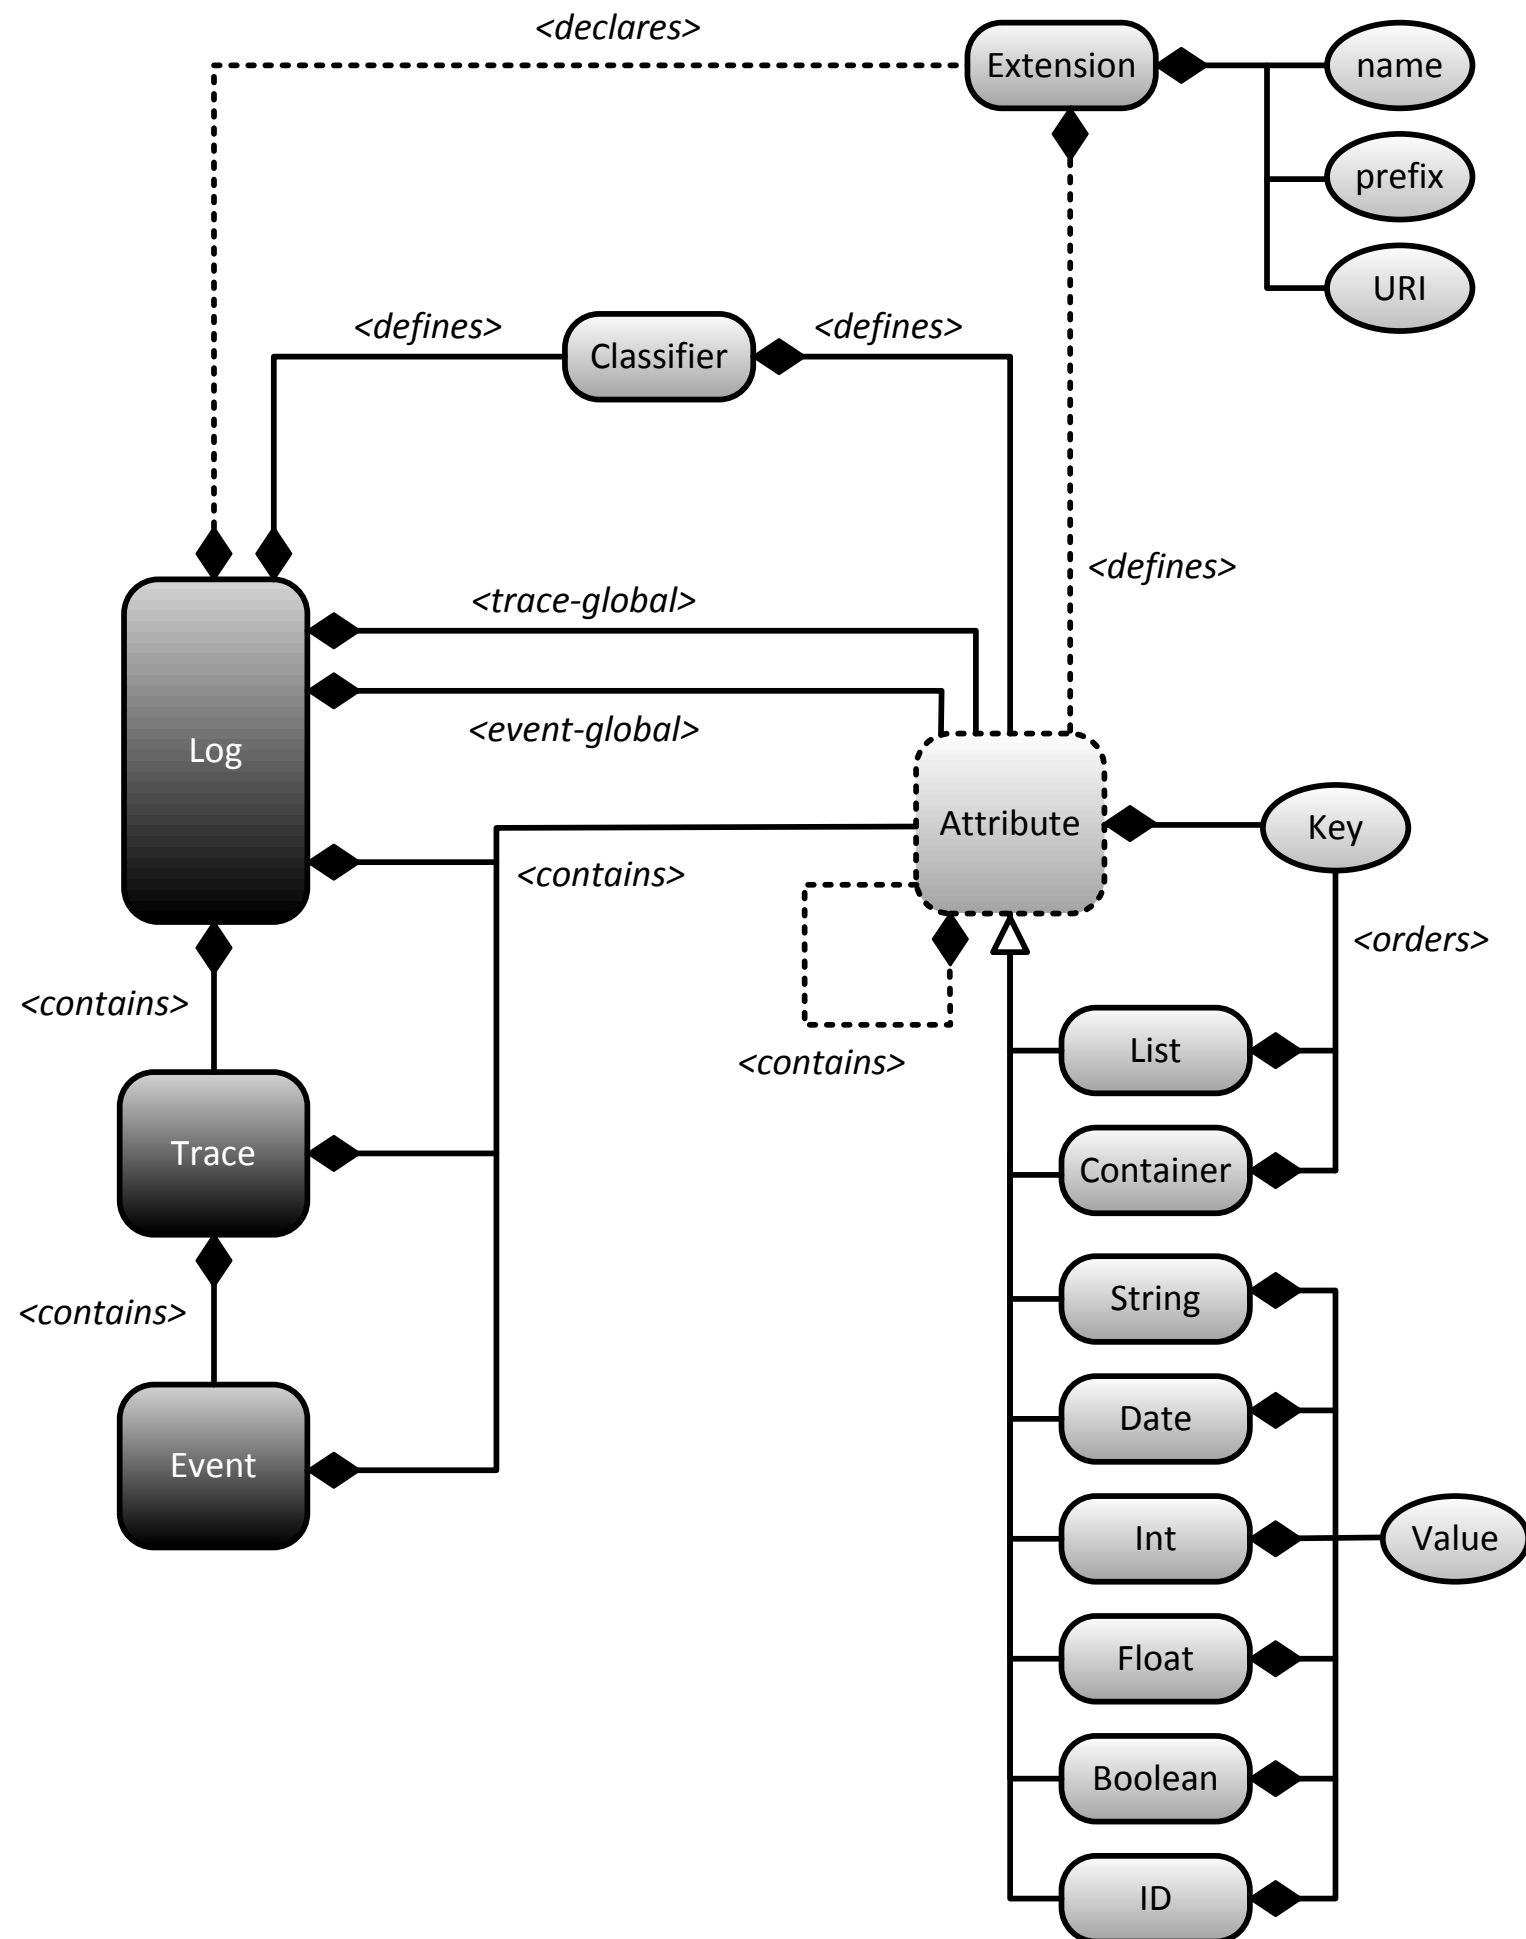 <declares>
Extension
name
prefix
URI
<defines>
Classifier
<defines>
<defines>
<trace-global>
<event-global>
Log
Attribute
Key
<contains>
<orders>
<contains>
<contains>
List
Trace
Container
<contains>
String
Date
Event
Int
Value
Float
Boolean
ID